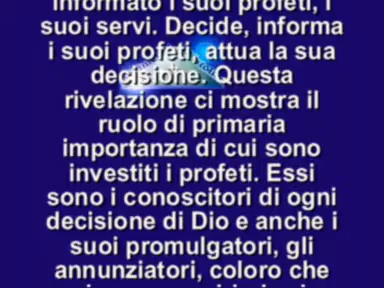 informato i suoi profeti, i
suoi servi. Decide, informa
i suoi profeti, attua la sua
decisione. Questa
rivelazione ci mostra il
ruolo di primaria
importanza di cui sono
investiti i profeti. Essi
sono i conoscitori di ogni
decisione di Dio e anche i
suoi promulgatori, gli
annunziatori, coloro che